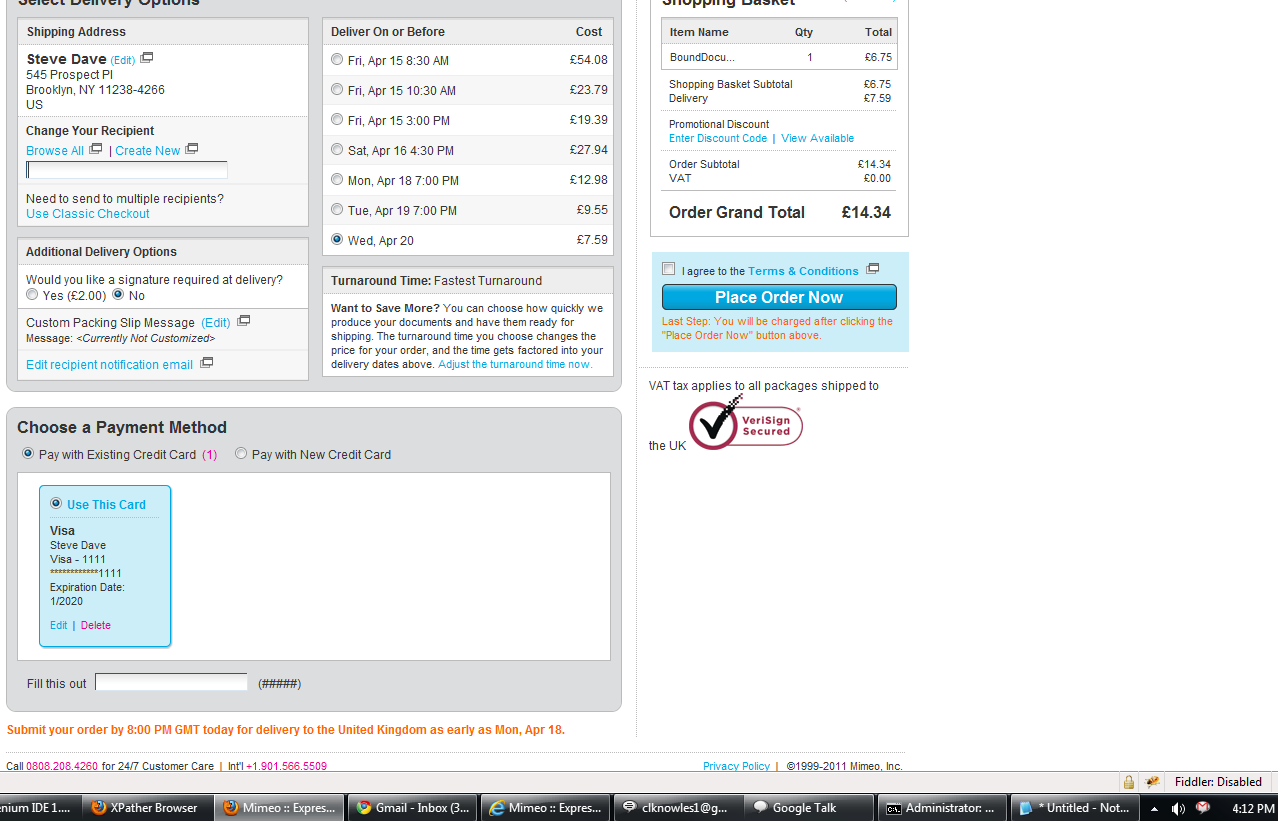 Select Delivery Options
Shipping Address
Steve Dave (Edit)
545 Prospect Pl
Brooklyn, NY 11238-4266
US
Change Your Recipient
Browse All | Create New
Need to send to multiple recipients?
Use Classic Checkout
Additional Delivery Options
Would you like a signature required at delivery?
Yes (£2.00) No
Custom Packing Slip Message (Edit)
Message: <Currently Not Customized>
Edit recipient notification email
Deliver On or Before Cost
Fri, Apr 15 8:30 AM £54.08
Fri, Apr 15 10:30 AM £23.79
Fri, Apr 15 3:00 PM £19.39
Sat, Apr 16 4:30 PM £27.94
Mon, Apr 18 7:00 PM £12.98
Tue, Apr 19 7:00 PM £9.55
Wed, Apr 20 £7.59
Turnaround Time: Fastest Turnaround
Want to Save More? You can choose how quickly we
produce your documents and have them ready for
shipping. The turnaround time you choose changes the
price for your order, and the time gets factored into your
delivery dates above. Adjust the turnaround time now.
Choose a Payment Method
Pay with Existing Credit Card (1) Pay with New Credit Card
Use This Card
Visa
Steve Dave
Visa - 1111
************1111
Expiration Date:
1/2020
Edit | Delete
Fill this out (#####)
Submit your order by 8:00 PM GMT today for delivery to the United Kingdom as early as Mon, Apr 18.
Shopping Basket
Item Name Qty Total
BoundDocu... 1 £6.75
Shopping Basket Subtotal £6.75
Delivery £7.59
Promotional Discount
Enter Discount Code | View Available
Order Subtotal £14.34
VAT £0.00
Order Grand Total £14.34
I agree to the Terms & Conditions
Place Order Now
Last Step: You will be charged after clicking the
"Place Order Now" button above.
VAT tax applies to all packages shipped to
the UK
VeriSign
Secured
Call 0808.208.4260 for 24/7 Customer Care | Int'l +1.901.566.5509
Privacy Policy | ©1999-2011 Mimeo, Inc.
Fiddler: Disabled
enium IDE 1.... XPather Browser Mimeo :: Expres... Gmail - Inbox (3... Mimeo :: Expres... clknowles1@g... Google Talk Administrator: ... * Untitled - Not... 4:12 PM